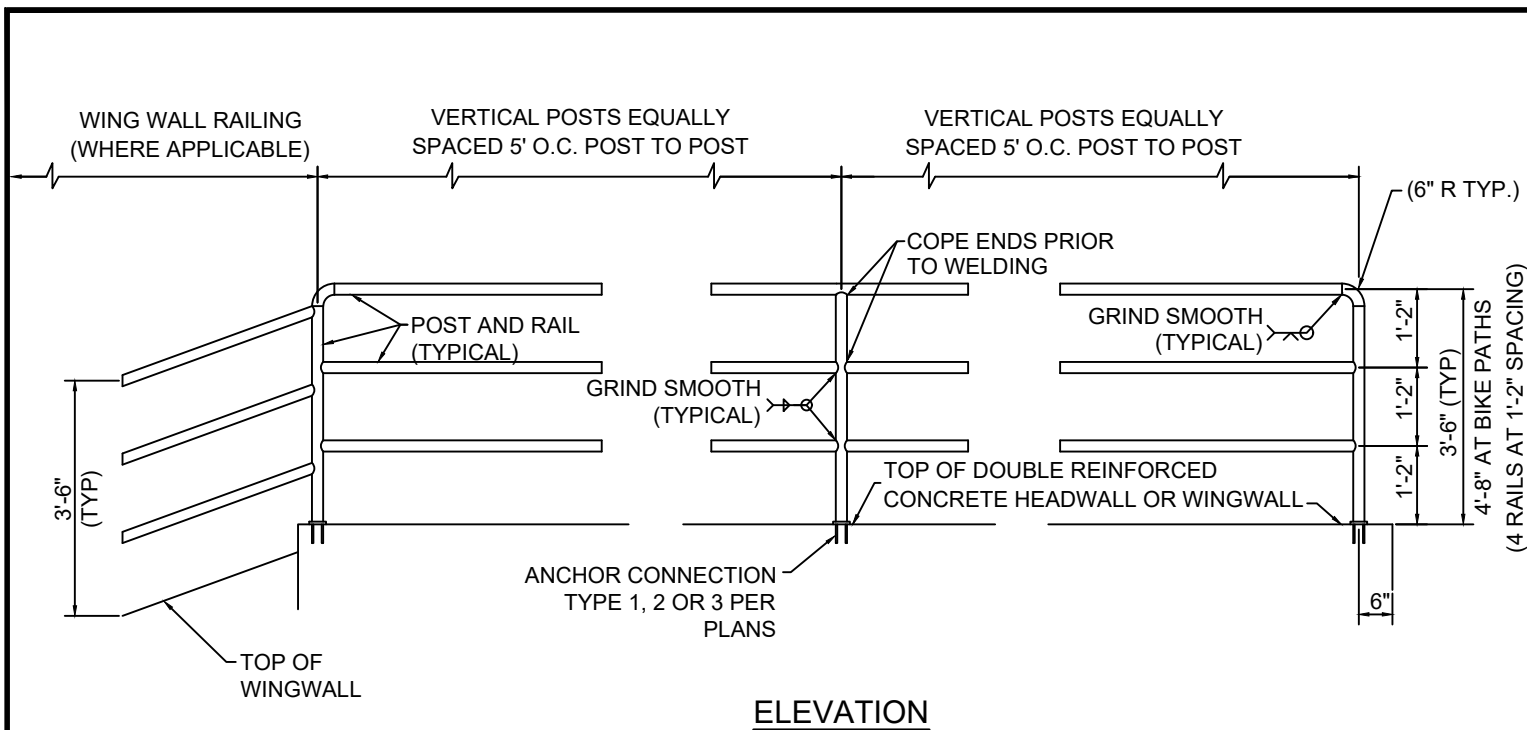 WING WALL RAILING
(WHERE APPLICABLE)
VERTICAL POSTS EQUALLY
SPACED 5' O.C. POST TO POST
VERTICAL POSTS EQUALLY
SPACED 5' O.C. POST TO POST
(6" R TYP.)
COPE ENDS PRIOR
TO WELDING
POST AND RAIL
(TYPICAL)
GRIND SMOOTH
(TYPICAL)
GRIND SMOOTH
(TYPICAL)
1'-2"
1'-2"
1'-2"
3'-6" (TYP)
4'-8" AT BIKE PATHS
(4 RAILS AT 1'-2" SPACING)
3'-6"
(TYP)
TOP OF DOUBLE REINFORCED
CONCRETE HEADWALL OR WINGWALL
ANCHOR CONNECTION
TYPE 1, 2 OR 3 PER
PLANS
6"
TOP OF
WINGWALL
ELEVATION